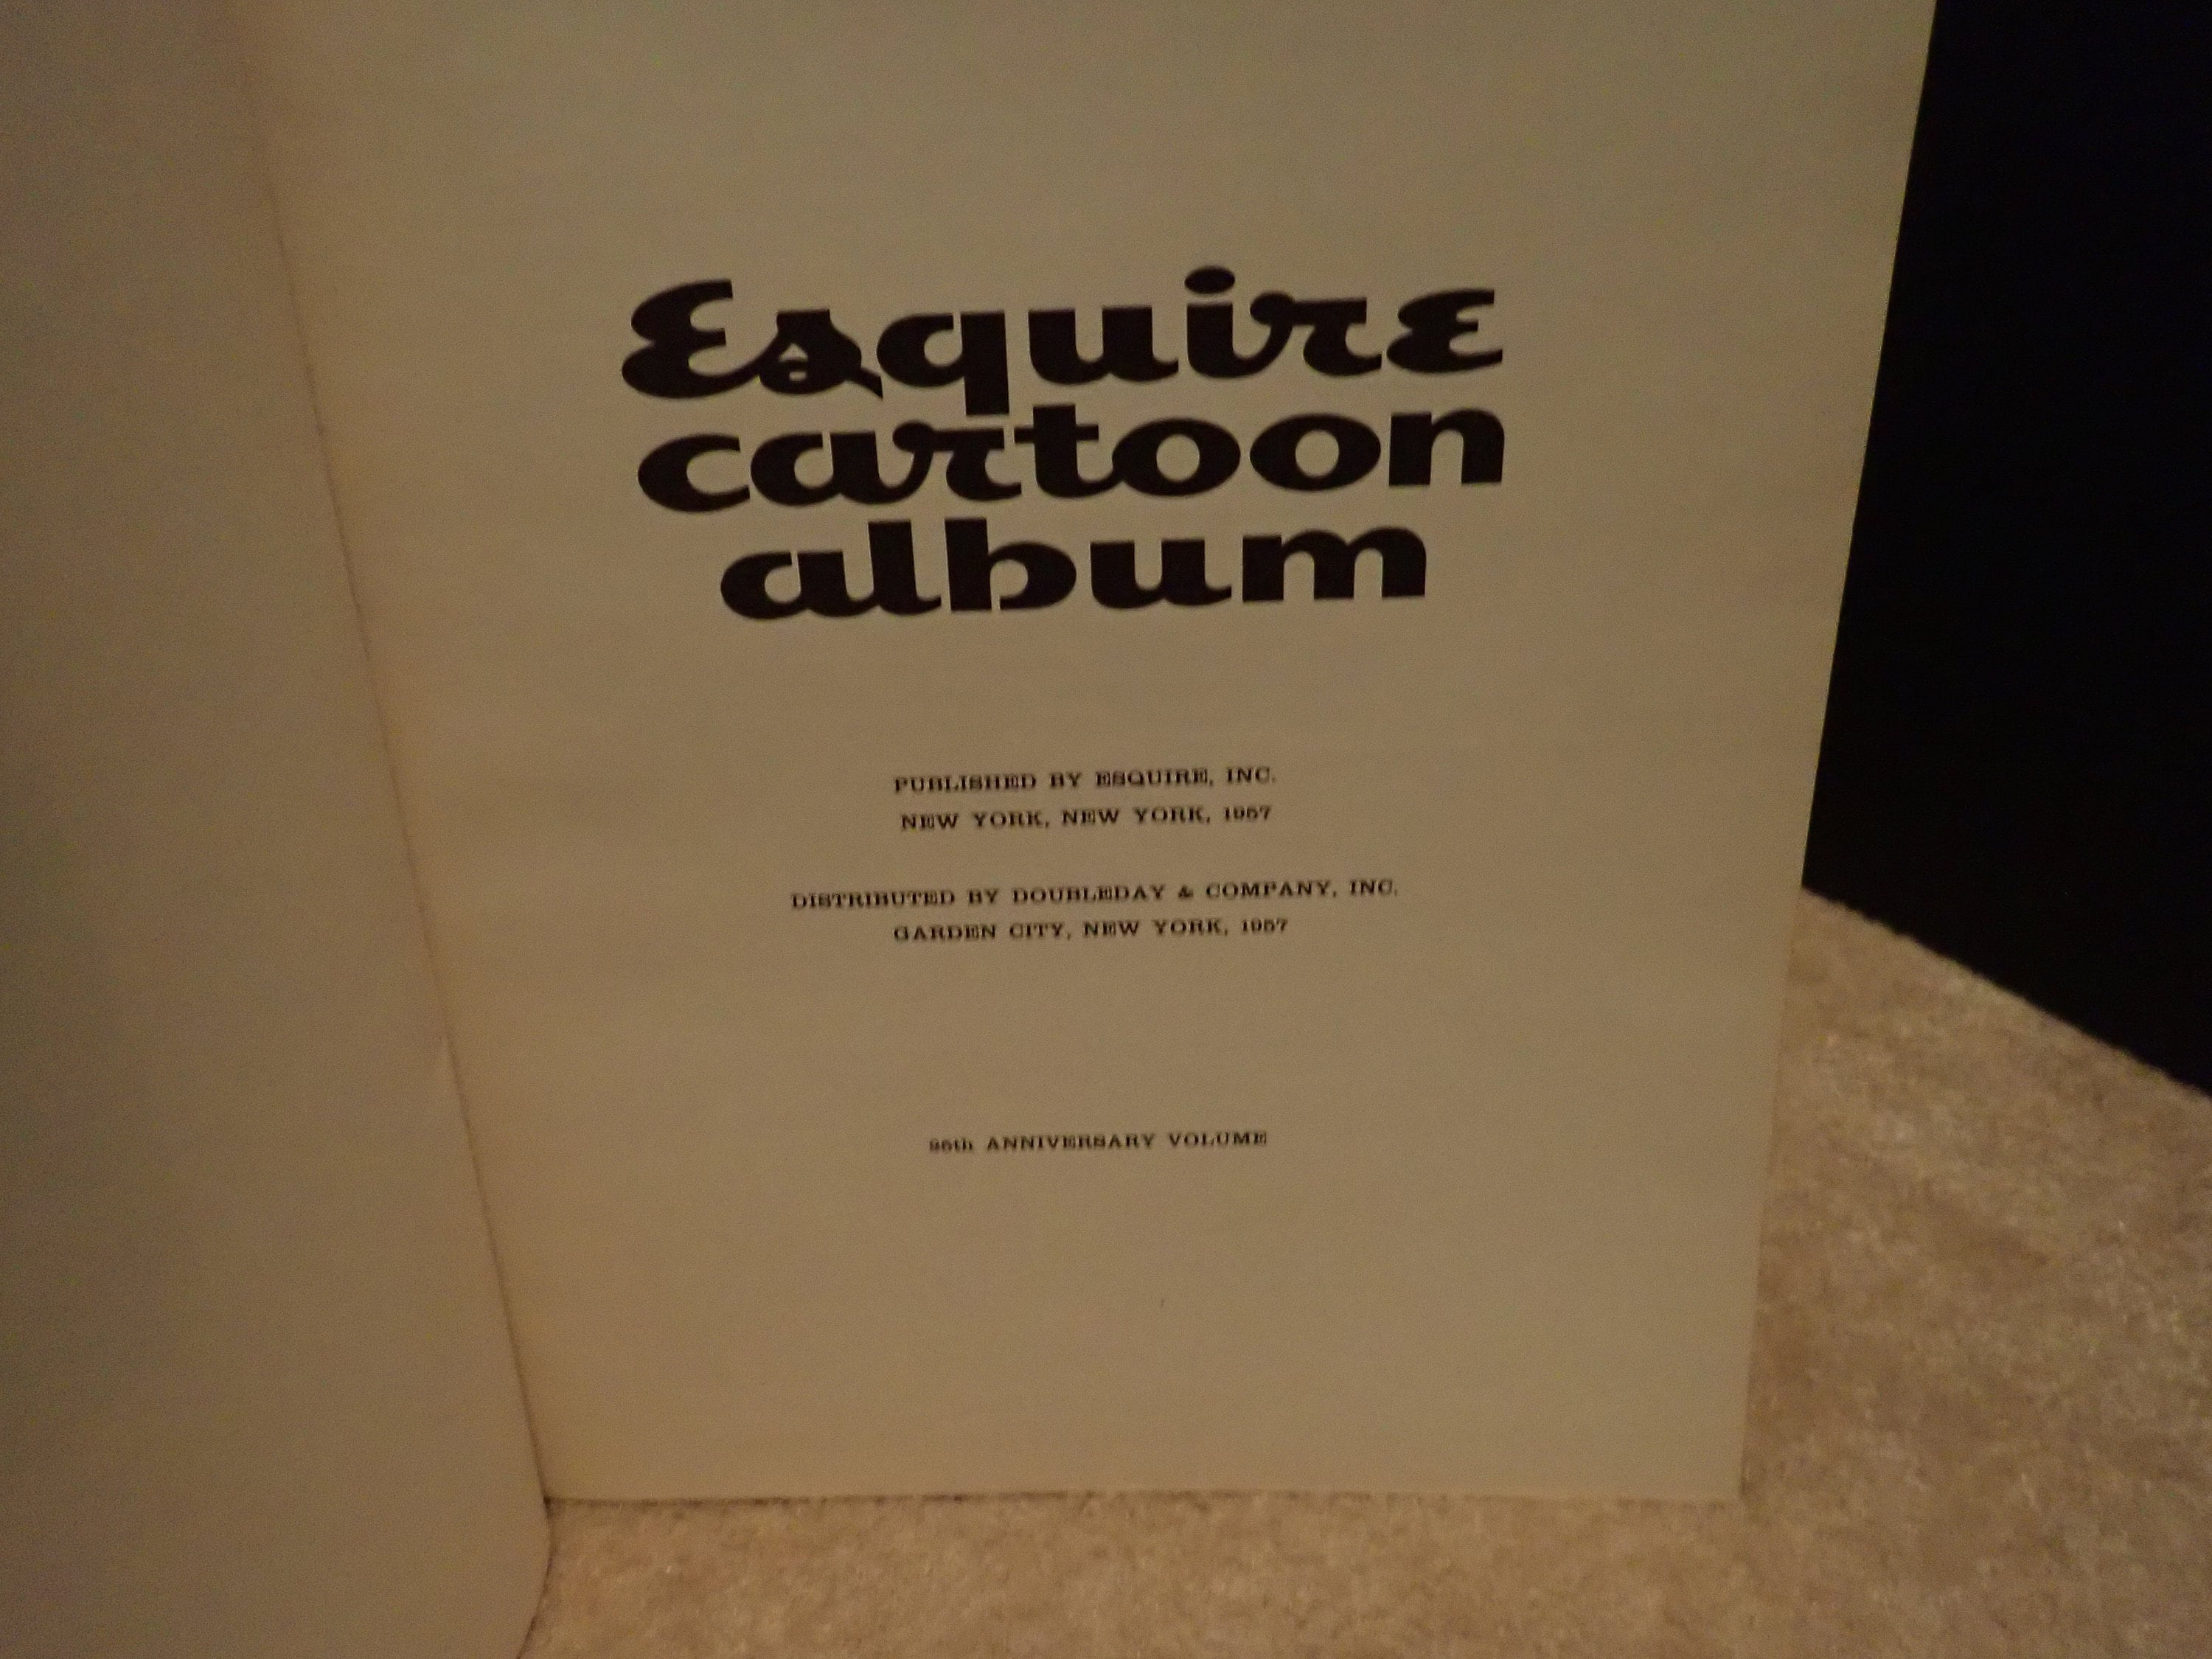 Esquire
cartoon
album
PUBLISHED BY ESQUIRE, INC.
NEW YORK, NEW YORK, 1957
DISTRIBUTED BY DOUBLEDAY & COMPANY, INC.
GARDEN CITY, NEW YORK, 1957
25th ANNIVERSARY VOLUME